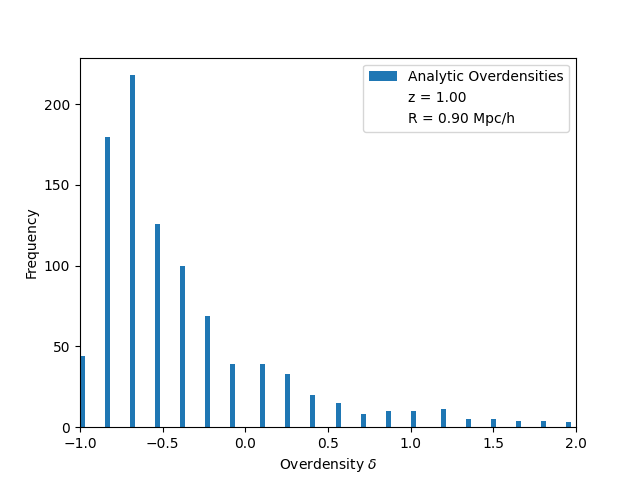 Analytic Overdensities
z = 1.00
R = 0.90 Mpc/h
Frequency
200
150
100
50
0
−1.0 −0.5 0.0 0.5 1.0 1.5 2.0
Overdensity δ